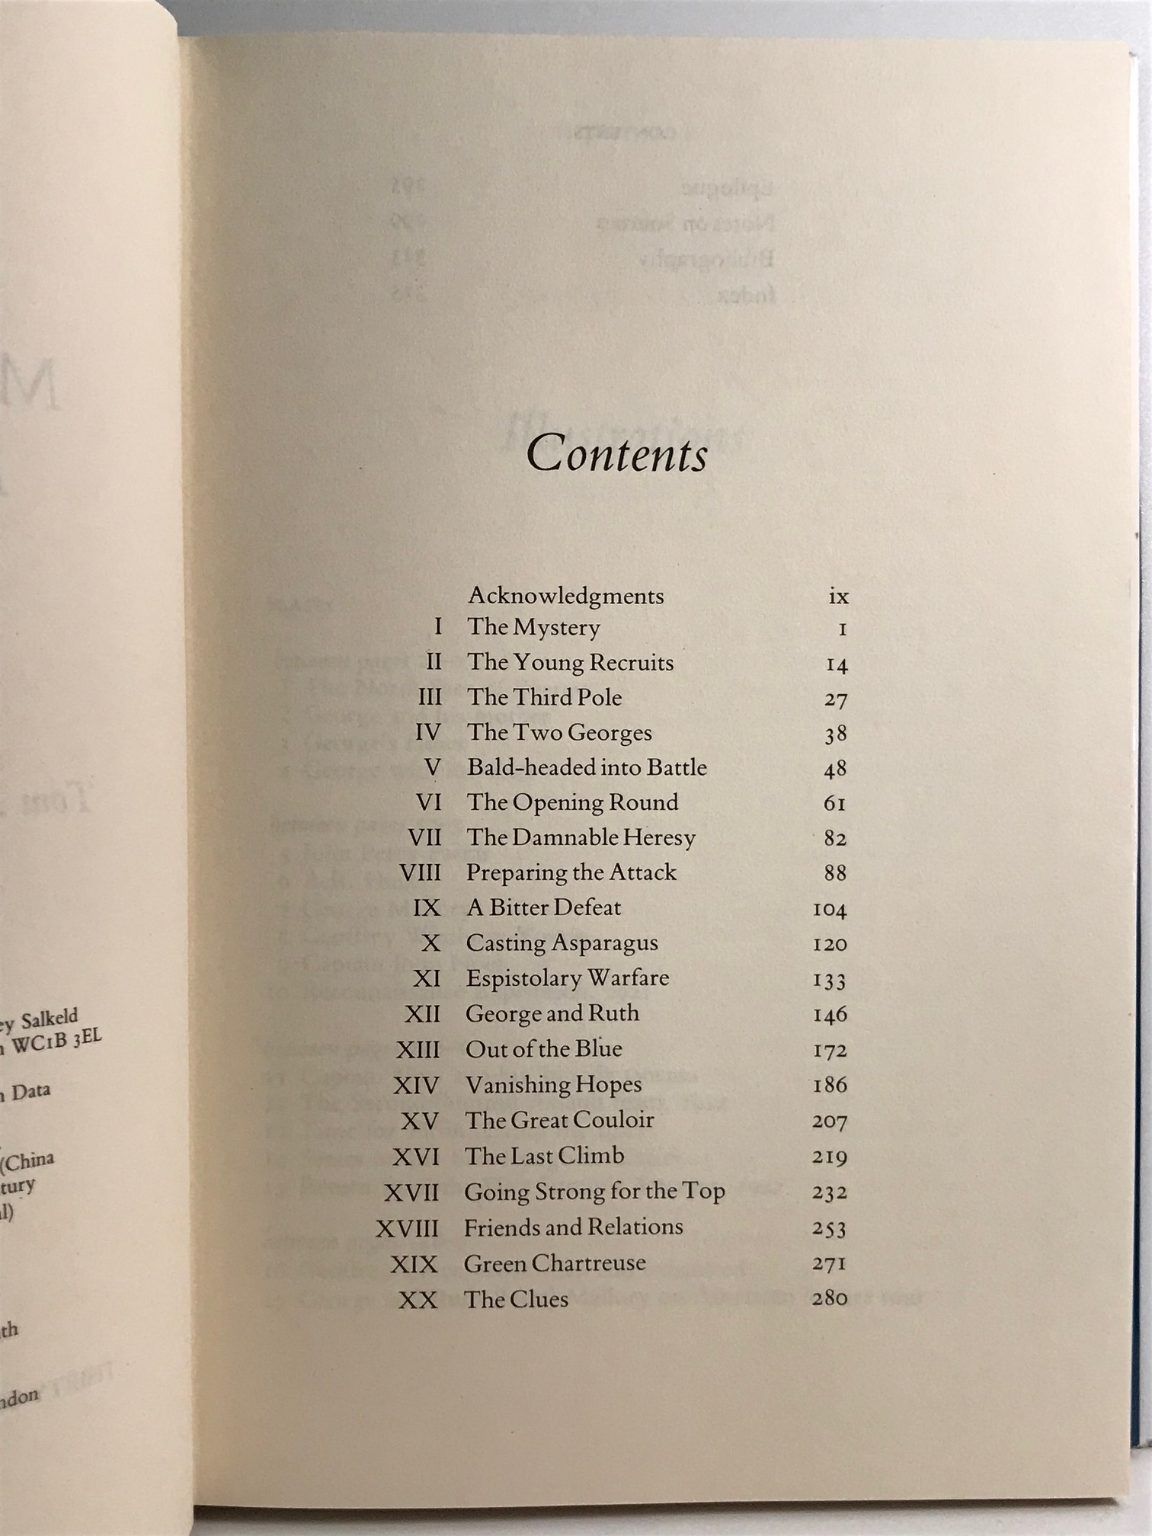 ey Salkeld
WC1B 3EL
Data
(China
tury
al)
th
ndon
Contents
Acknowledgments ix
I The Mystery 1
II The Young Recruits 14
III The Third Pole 27
IV The Two Georges 38
V Bald-headed into Battle 48
VI The Opening Round 61
VII The Damnable Heresy 82
VIII Preparing the Attack 88
IX A Bitter Defeat 104
X Casting Asparagus 120
XI Espistolary Warfare 133
XII George and Ruth 146
XIII Out of the Blue 172
XIV Vanishing Hopes 186
XV The Great Couloir 207
XVI The Last Climb 219
XVII Going Strong for the Top 232
XVIII Friends and Relations 253
XIX Green Chartreuse 271
XX The Clues 280